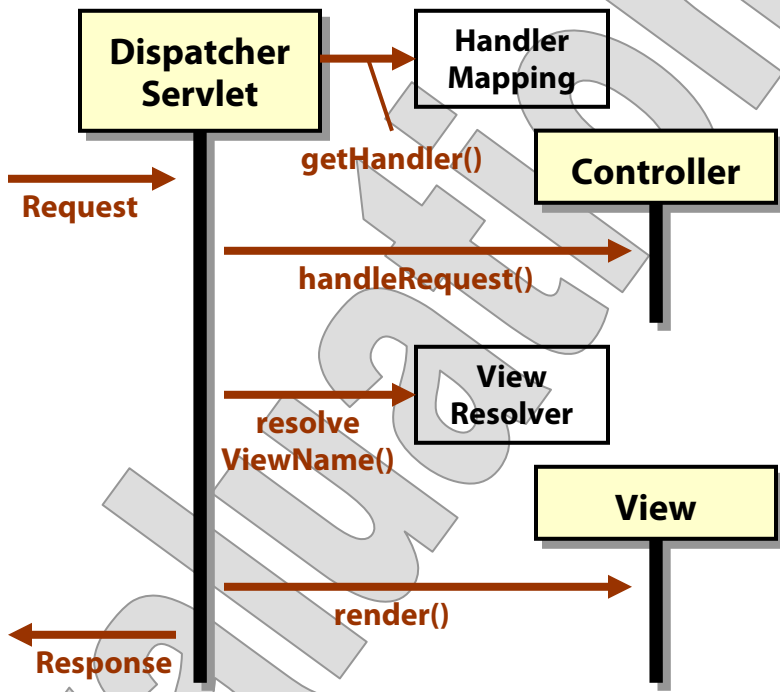 Dispatcher
Servlet
Handler
Mapping
getHandler()
Controller
Request
handleRequest()
View
Resolver
resolve
ViewName()
View
render()
Response